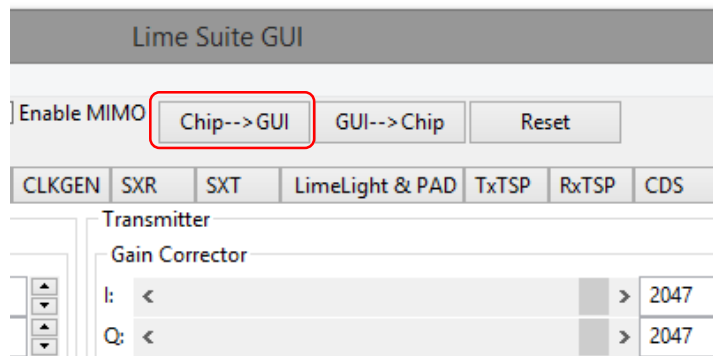 Lime Suite GUI
Enable MIMO Chip-->GUI GUI-->Chip Reset
CLKGEN SXR SXT LimeLight & PAD TxTSP RxTSP CDS
Transmitter
Gain Corrector
I: < > 2047
Q: < > 2047